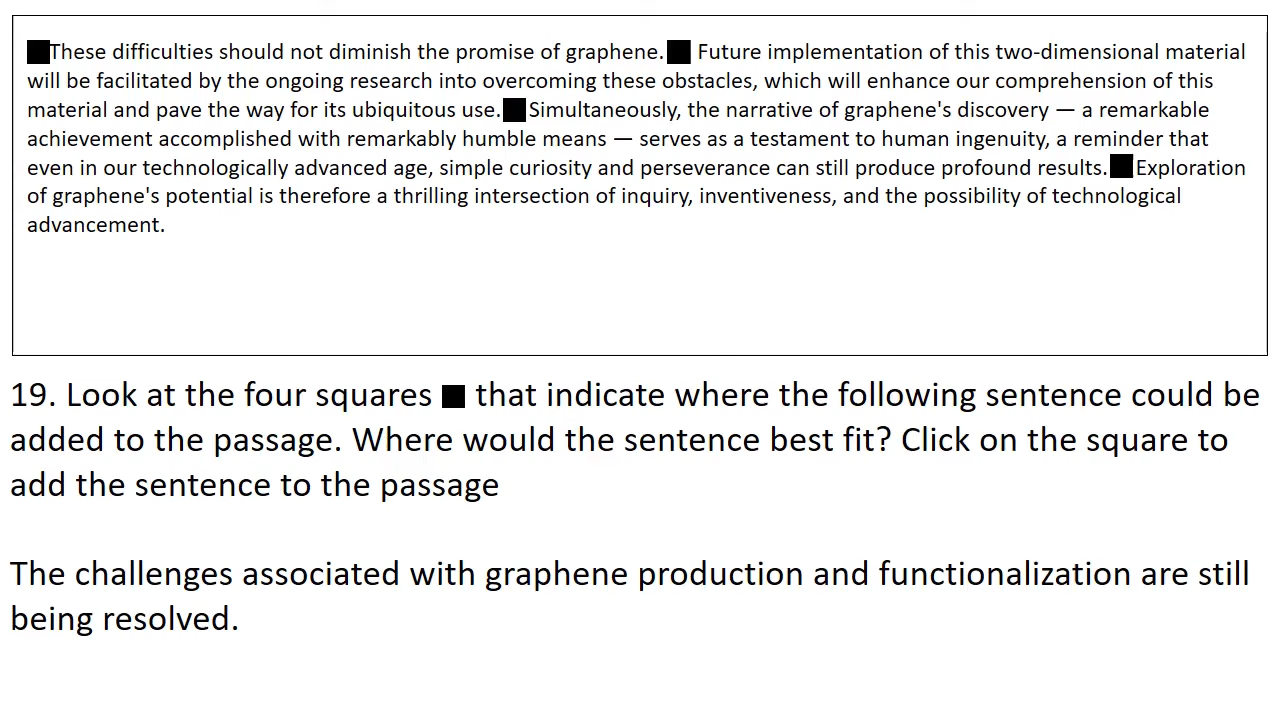 ■These difficulties should not diminish the promise of graphene.■ Future implementation of this two-dimensional material
will be facilitated by the ongoing research into overcoming these obstacles, which will enhance our comprehension of this
material and pave the way for its ubiquitous use.■Simultaneously, the narrative of graphene's discovery — a remarkable
achievement accomplished with remarkably humble means — serves as a testament to human ingenuity, a reminder that
even in our technologically advanced age, simple curiosity and perseverance can still produce profound results.■Exploration
of graphene's potential is therefore a thrilling intersection of inquiry, inventiveness, and the possibility of technological
advancement.
19. Look at the four squares ■ that indicate where the following sentence could be
added to the passage. Where would the sentence best fit? Click on the square to
add the sentence to the passage
The challenges associated with graphene production and functionalization are still
being resolved.